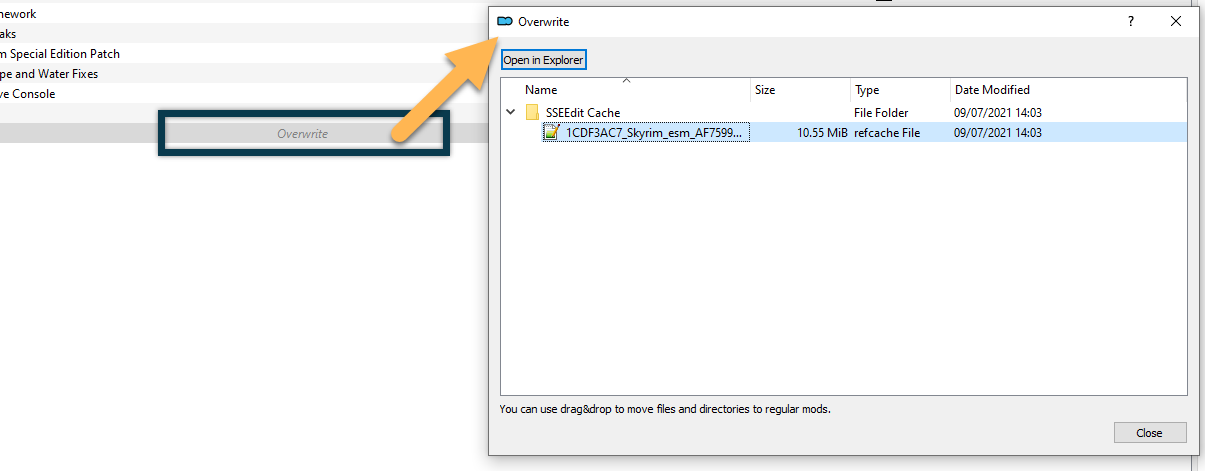 nework
aks
m Special Edition Patch
pe and Water Fixes
ve Console
Overwrite
Overwrite
?
Open in Explorer
Name Size Type Date Modified
SSEEdit Cache File Folder 09/07/2021 14:03
1CDF3AC7_Skyrim_esm_AF7599... 10.55 MiB refcache File 09/07/2021 14:03
You can use drag&drop to move files and directories to regular mods.
Close